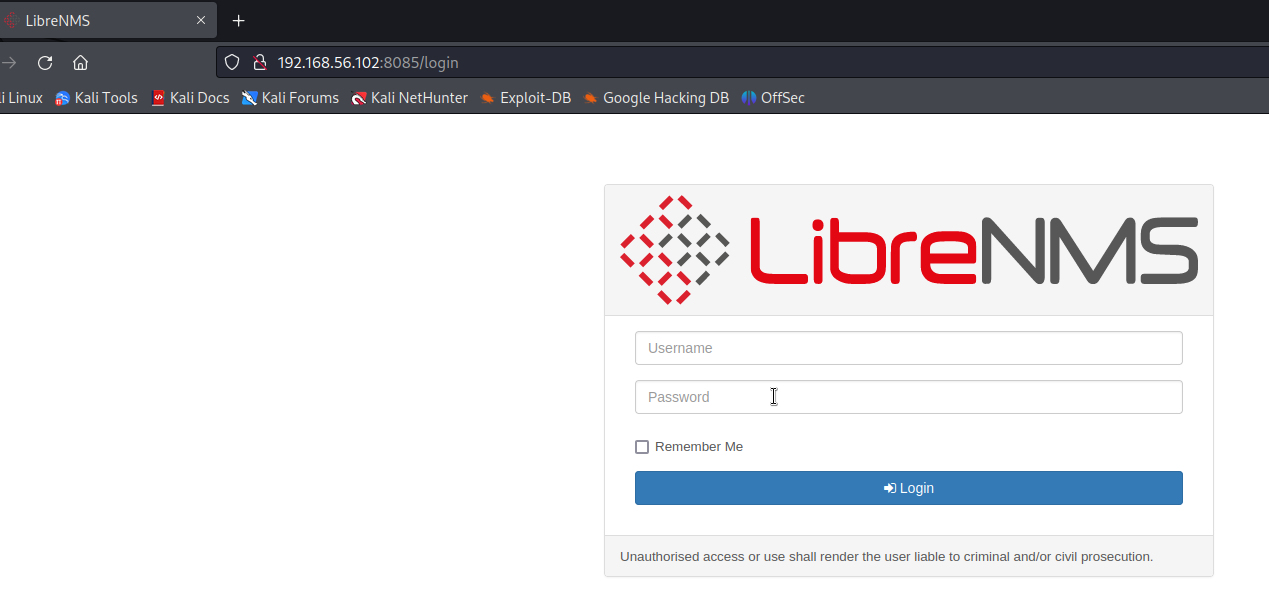 LibreNMS
192.168.56.102:8085/login
i Linux Kali Tools Kali Docs Kali Forums Kali NetHunter Exploit-DB Google Hacking DB OffSec
LibreNMS
Username
Password
Remember Me
Login
Unauthorised access or use shall render the user liable to criminal and/or civil prosecution.